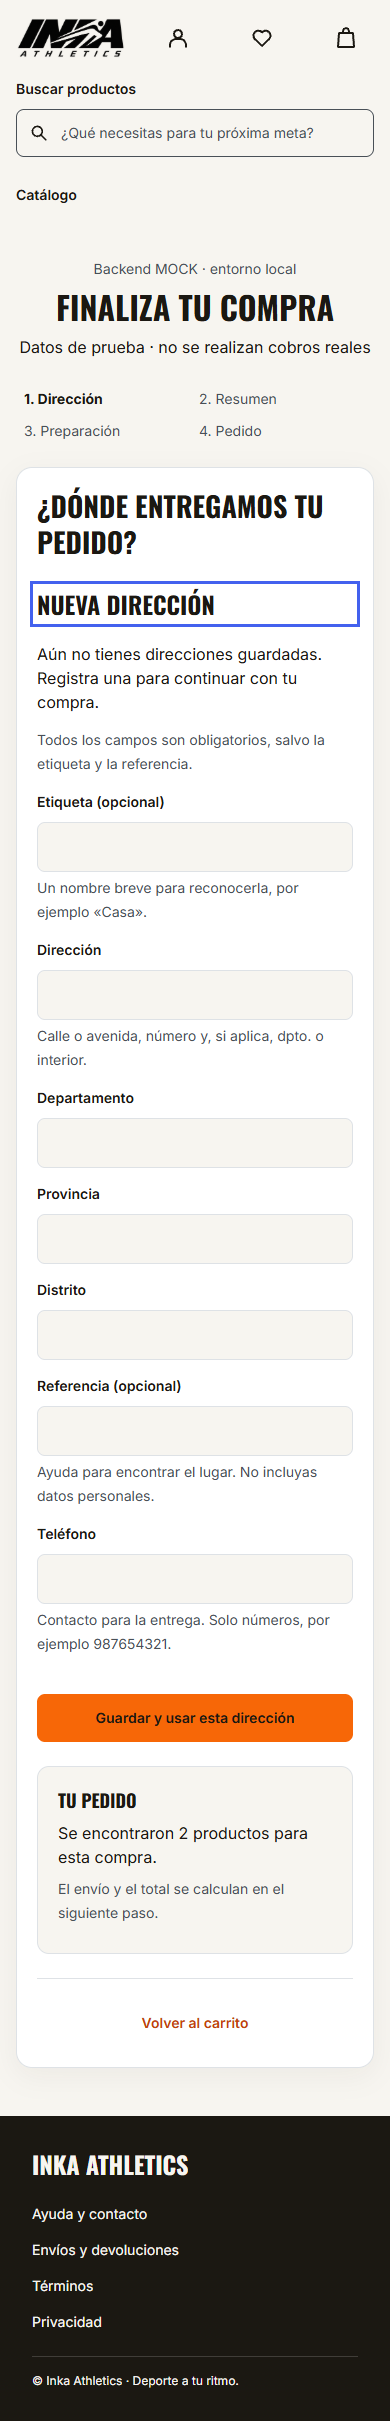 INKA
ATHLETICS
Buscar productos
¿Qué necesitas para tu próxima meta?
Catálogo
Backend MOCK · entorno local
FINALIZA TU COMPRA
Datos de prueba · no se realizan cobros reales
1. Dirección
2. Resumen
3. Preparación
4. Pedido
¿DÓNDE ENTREGAMOS TU
PEDIDO?
NUEVA DIRECCIÓN
Aún no tienes direcciones guardadas.
Registra una para continuar con tu
compra.
Todos los campos son obligatorios, salvo la
etiqueta y la referencia.
Etiqueta (opcional)
Un nombre breve para reconocerla, por
ejemplo «Casa».
Dirección
Calle o avenida, número y, si aplica, dpto. o
interior.
Departamento
Provincia
Distrito
Referencia (opcional)
Ayuda para encontrar el lugar. No incluyas
datos personales.
Teléfono
Contacto para la entrega. Solo números, por
ejemplo 987654321.
Guardar y usar esta dirección
TU PEDIDO
Se encontraron 2 productos para
esta compra.
El envío y el total se calculan en el
siguiente paso.
Volver al carrito
INKA ATHLETICS
Ayuda y contacto
Envíos y devoluciones
Términos
Privacidad
© Inka Athletics · Deporte a tu ritmo.